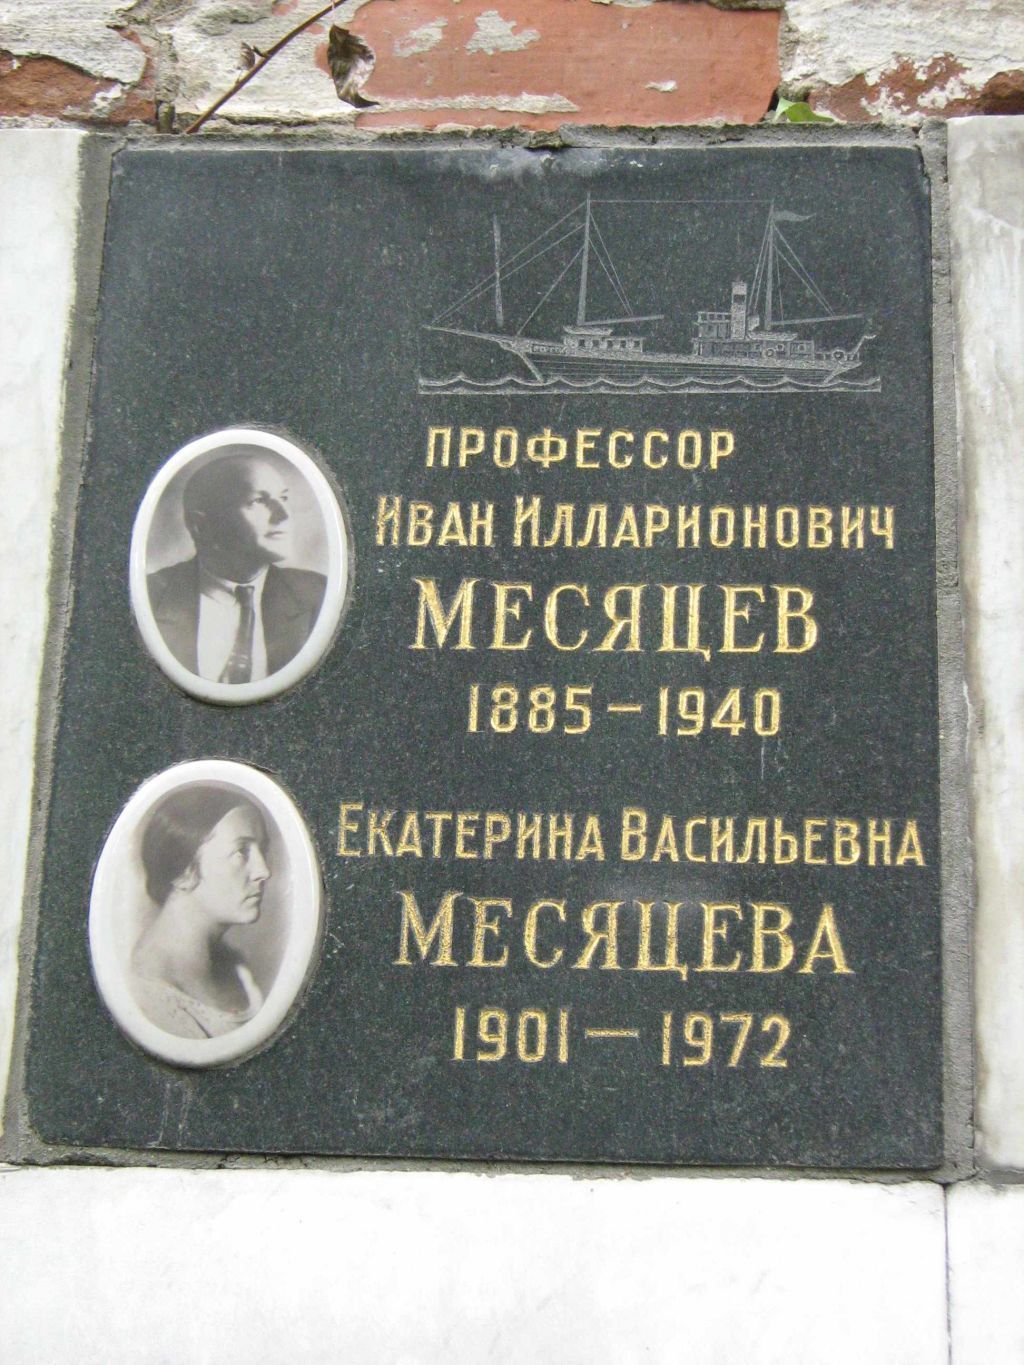 ПРОФЕССОР
ИВАН ИЛЛАРИОНОВИЧ
МЕСЯЦЕВ
1885 – 1940
ЕКАТЕРИНА ВАСИЛЬЕВНА
МЕСЯЦЕВА
1901 – 1972